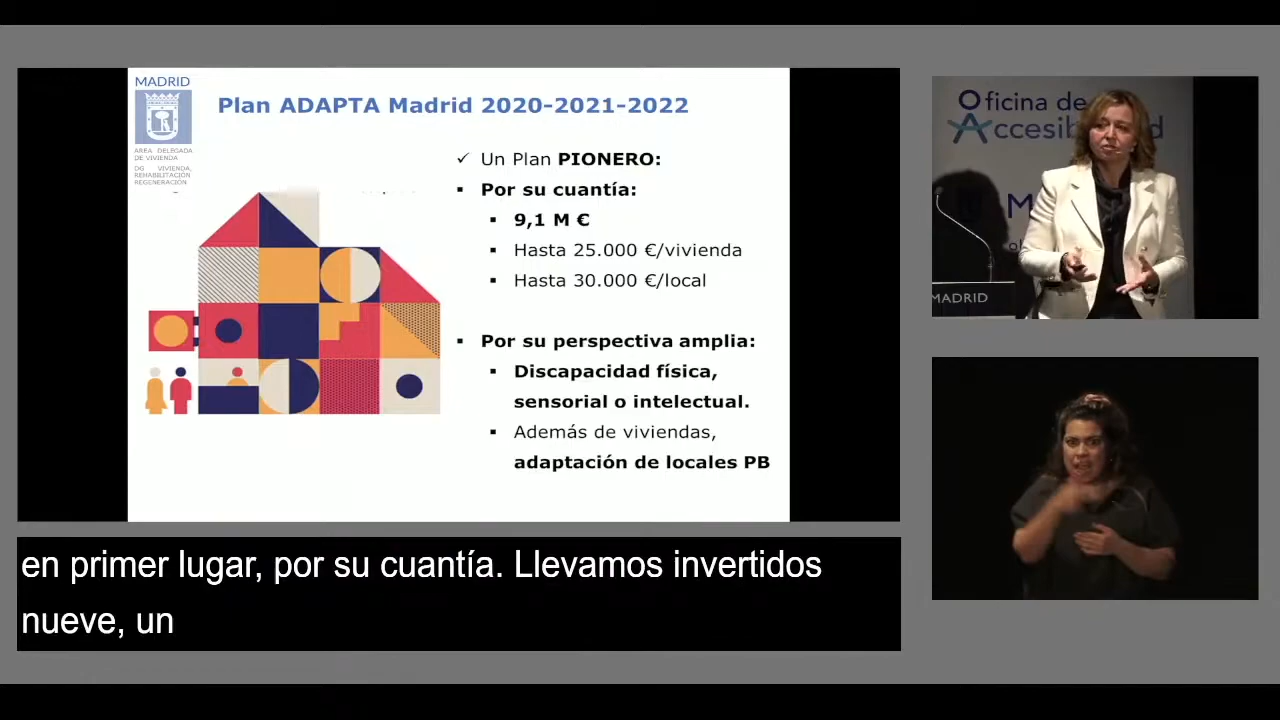 MADRID
AREA DELEGADA
DE VIVIENDA
DG VIVIENDA,
REHABILITACIÓN
REGENERACIÓN
Plan ADAPTA Madrid 2020-2021-2022
✓ Un Plan PIONERO:
▪ Por su cuantía:
▪ 9,1 M €
▪ Hasta 25.000 €/vivienda
▪ Hasta 30.000 €/local
▪ Por su perspectiva amplia:
▪ Discapacidad física,
sensorial o intelectual.
▪ Además de viviendas,
adaptación de locales PB
Oficina de
MADRID
en primer lugar, por su cuantía. Llevamos invertidos
nueve, un